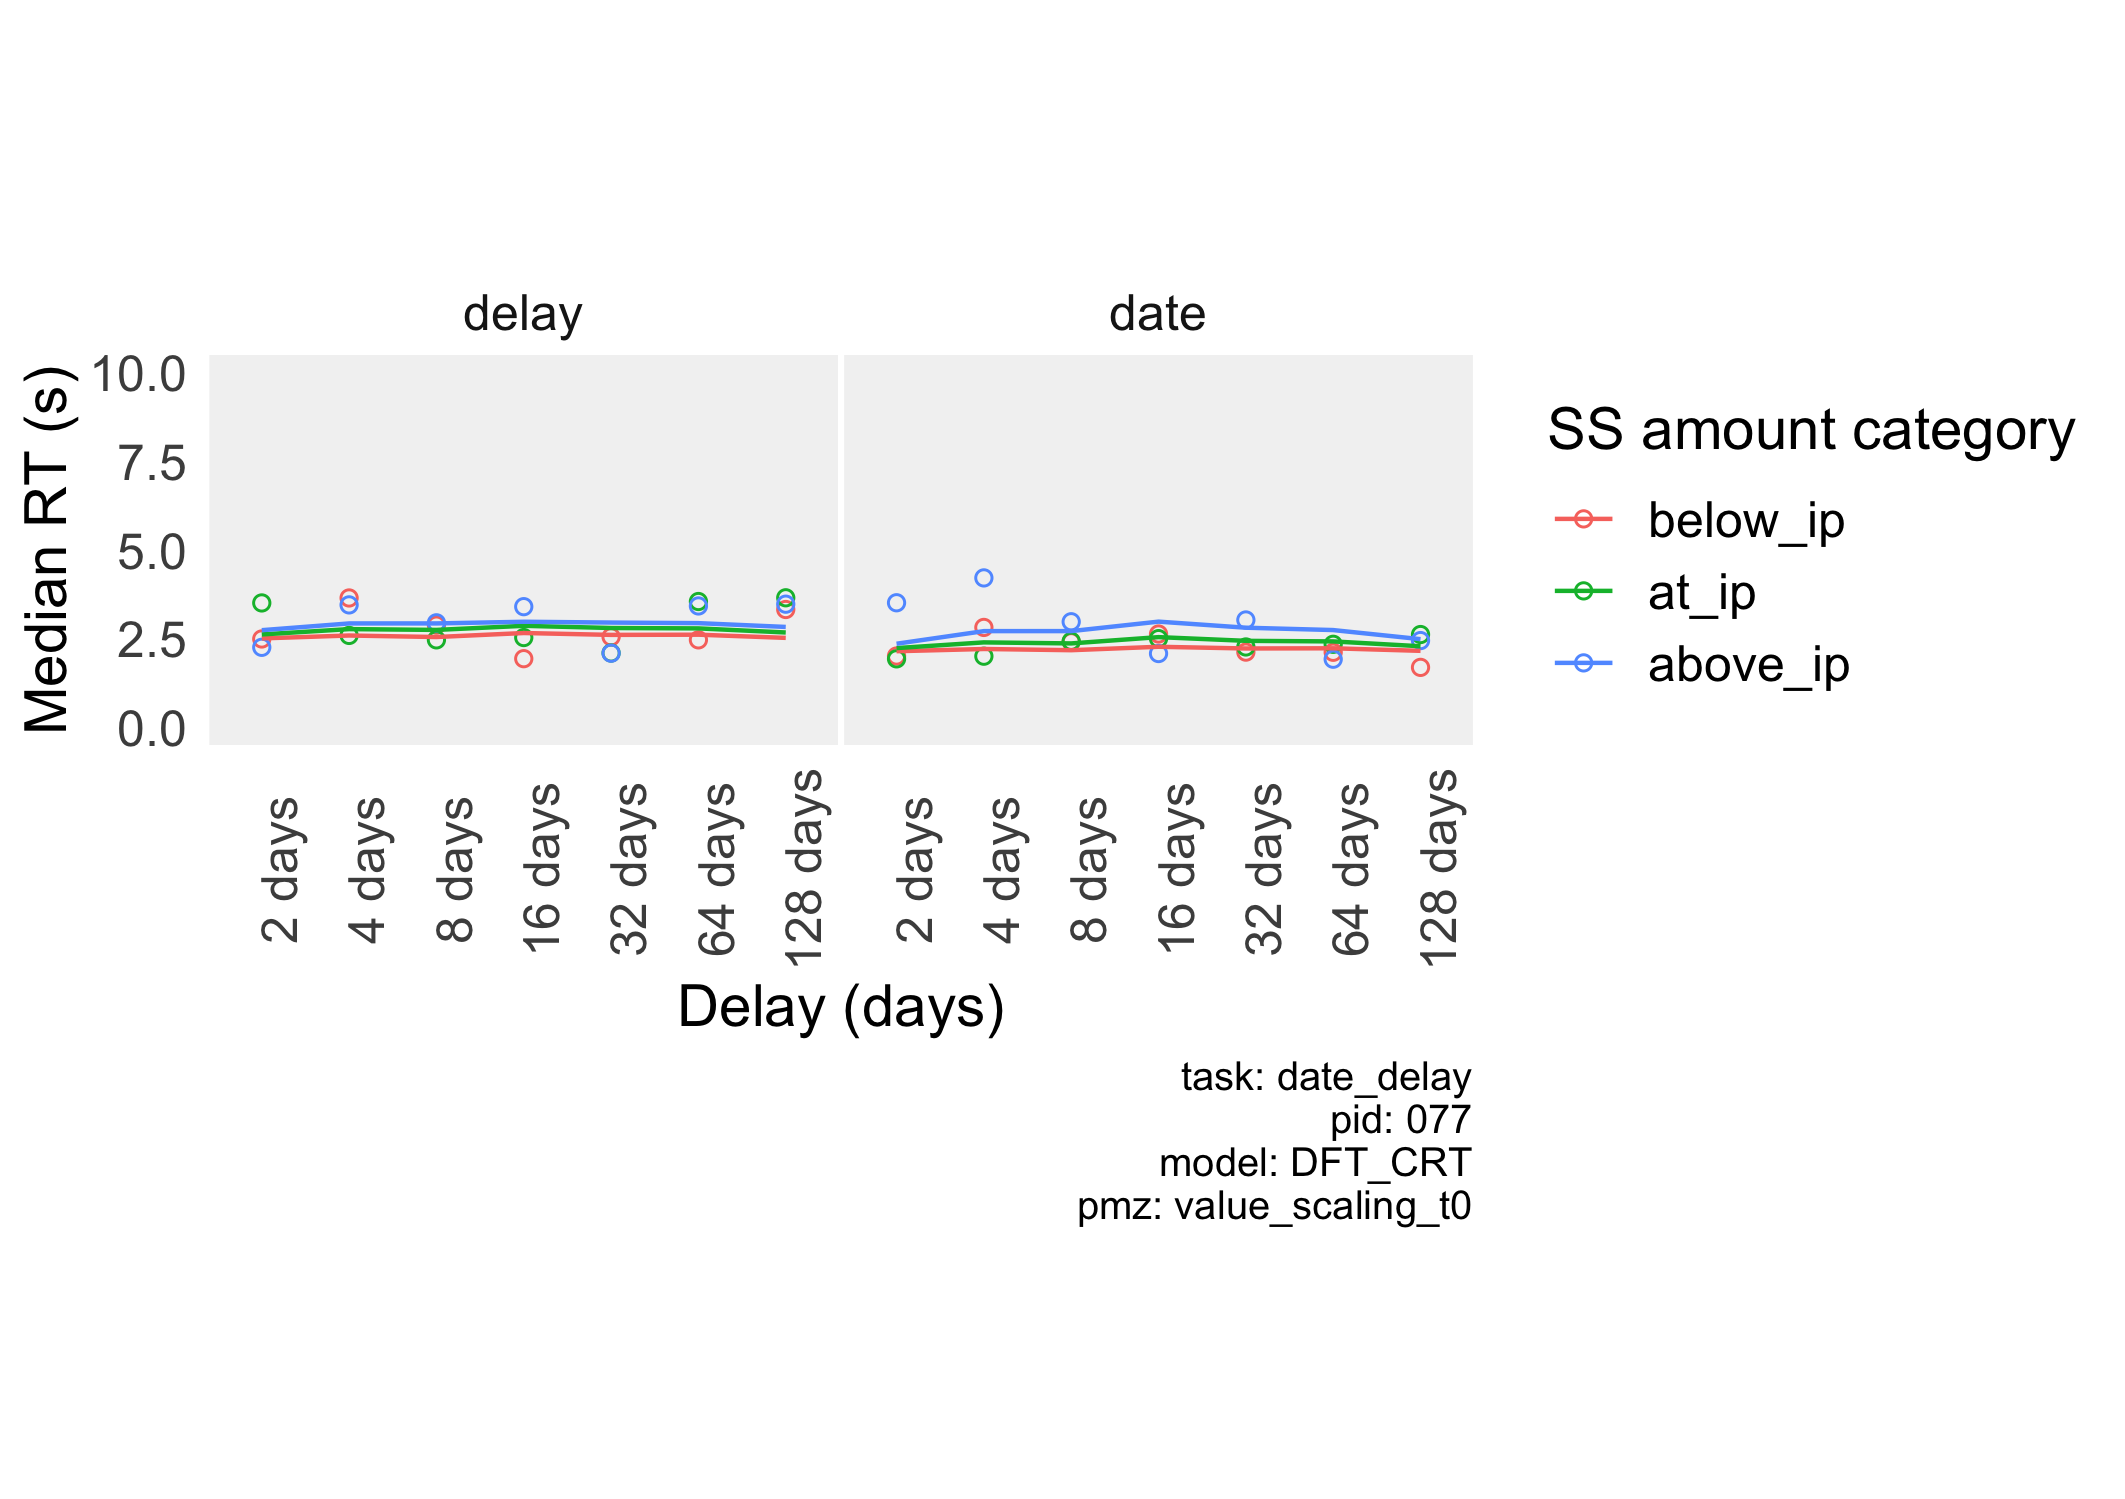 delay
date
10.0
7.5
5.0
2.5
0.0
Median RT (s)
2 days
4 days
8 days
16 days
32 days
64 days
128 days
2 days
4 days
8 days
16 days
32 days
64 days
128 days
Delay (days)
SS amount category
below_ip
at_ip
above_ip
task: date_delay
pid: 077
model: DFT_CRT
pmz: value_scaling_t0